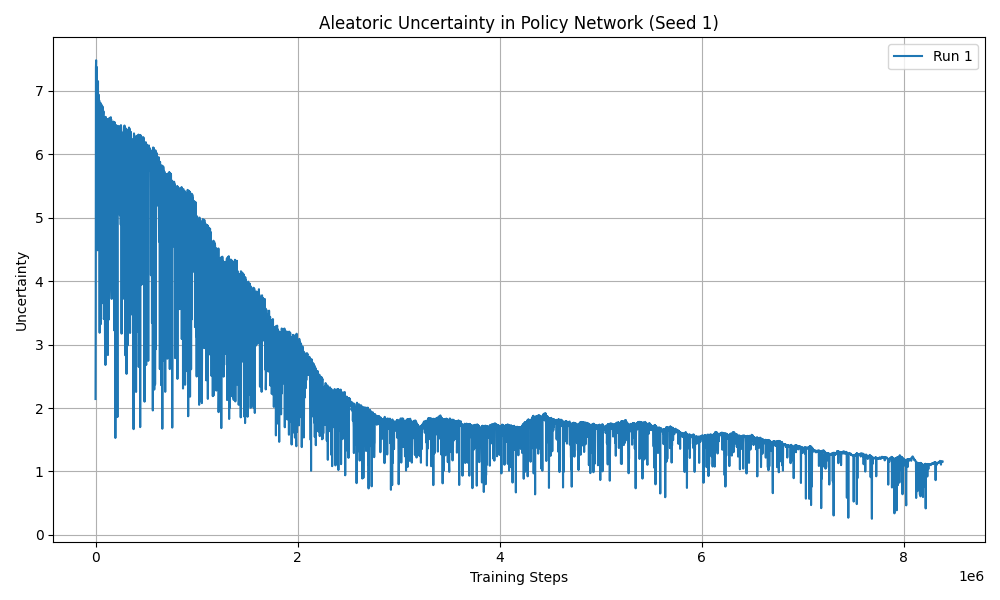 Aleatoric Uncertainty in Policy Network (Seed 1)
Run 1
Uncertainty
7
6
5
4
3
2
1
0
0
2
4
6
8
1e6
Training Steps